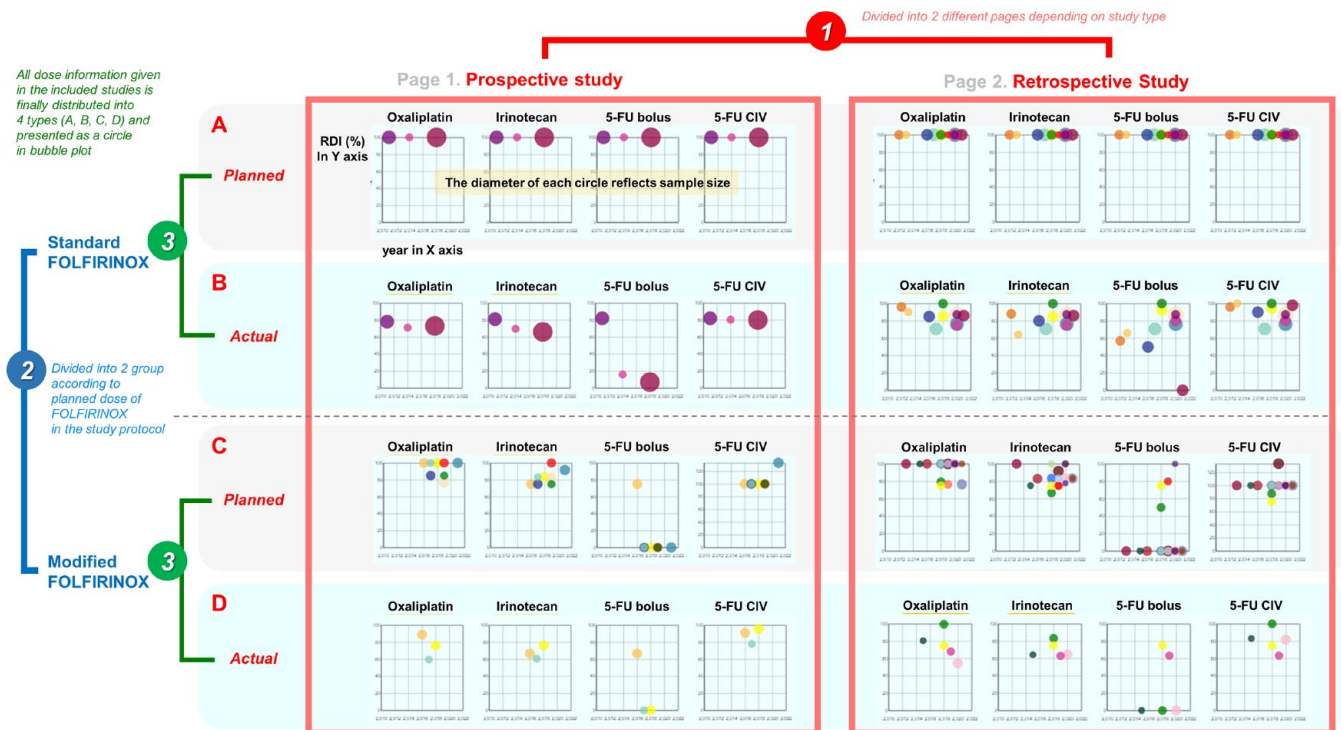 1
Divided into 2 different pages depending on study type
All dose information given
in the included studies is
finally distributed into
4 types (A, B, C, D) and
presented as a circle
in bubble plot
Page 1. Prospective study
Page 2. Retrospective Study
A
Planned
RDI (%)
In Y axis
Oxaliplatin Irinotecan 5-FU bolus 5-FU CIV
Oxaliplatin Irinotecan 5-FU bolus 5-FU CIV
The diameter of each circle reflects sample size
year in X axis
Standard
FOLFIRINOX
3
B
Actual
Oxaliplatin Irinotecan 5-FU bolus 5-FU CIV
Oxaliplatin Irinotecan 5-FU bolus 5-FU CIV
2
Divided into 2 group
according to
planned dose of
FOLFIRINOX
in the study protocol
C
Planned
Oxaliplatin Irinotecan 5-FU bolus 5-FU CIV
Oxaliplatin Irinotecan 5-FU bolus 5-FU CIV
Modified
FOLFIRINOX
3
D
Actual
Oxaliplatin Irinotecan 5-FU bolus 5-FU CIV
Oxaliplatin Irinotecan 5-FU bolus 5-FU CIV